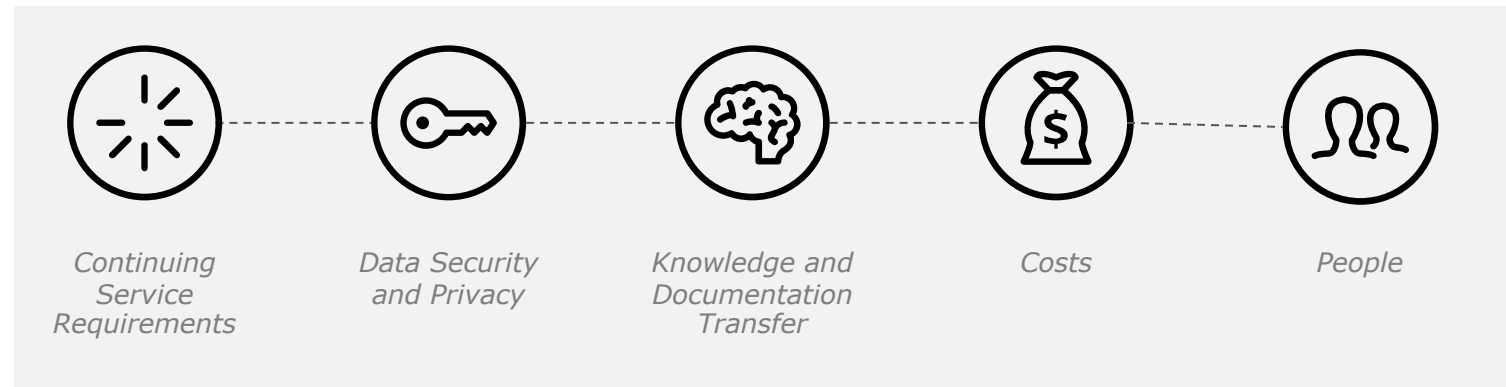 Continuing
Service
Requirements
Data Security
and Privacy
Knowledge and
Documentation
Transfer
$
Costs
People